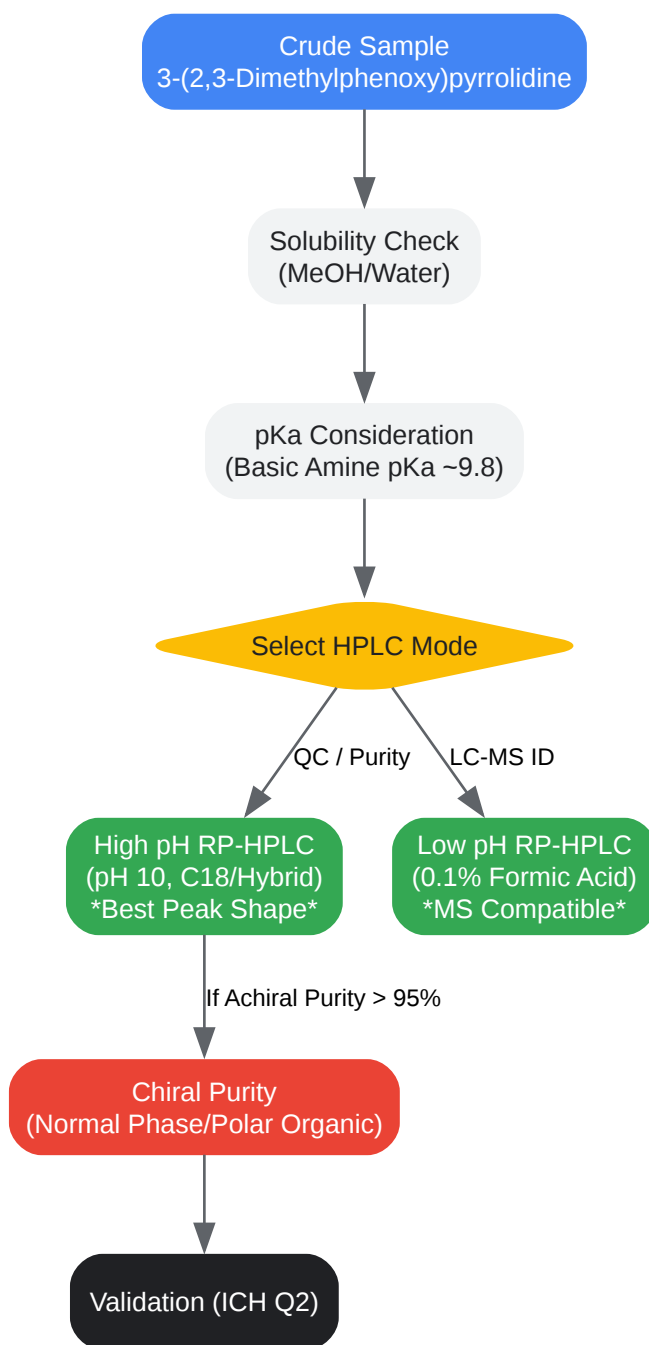 Crude Sample
3-(2,3-Dimethylphenoxy)pyrrolidine
Solubility Check
(MeOH/Water)
pKa Consideration
(Basic Amine pKa ~9.8)
Select HPLC Mode
QC / Purity
LC-MS ID
High pH RP-HPLC
(pH 10, C18/Hybrid)
*Best Peak Shape*
Low pH RP-HPLC
(0.1% Formic Acid)
*MS Compatible*
If Achiral Purity > 95%
Chiral Purity
(Normal Phase/Polar Organic)
Validation (ICH Q2)